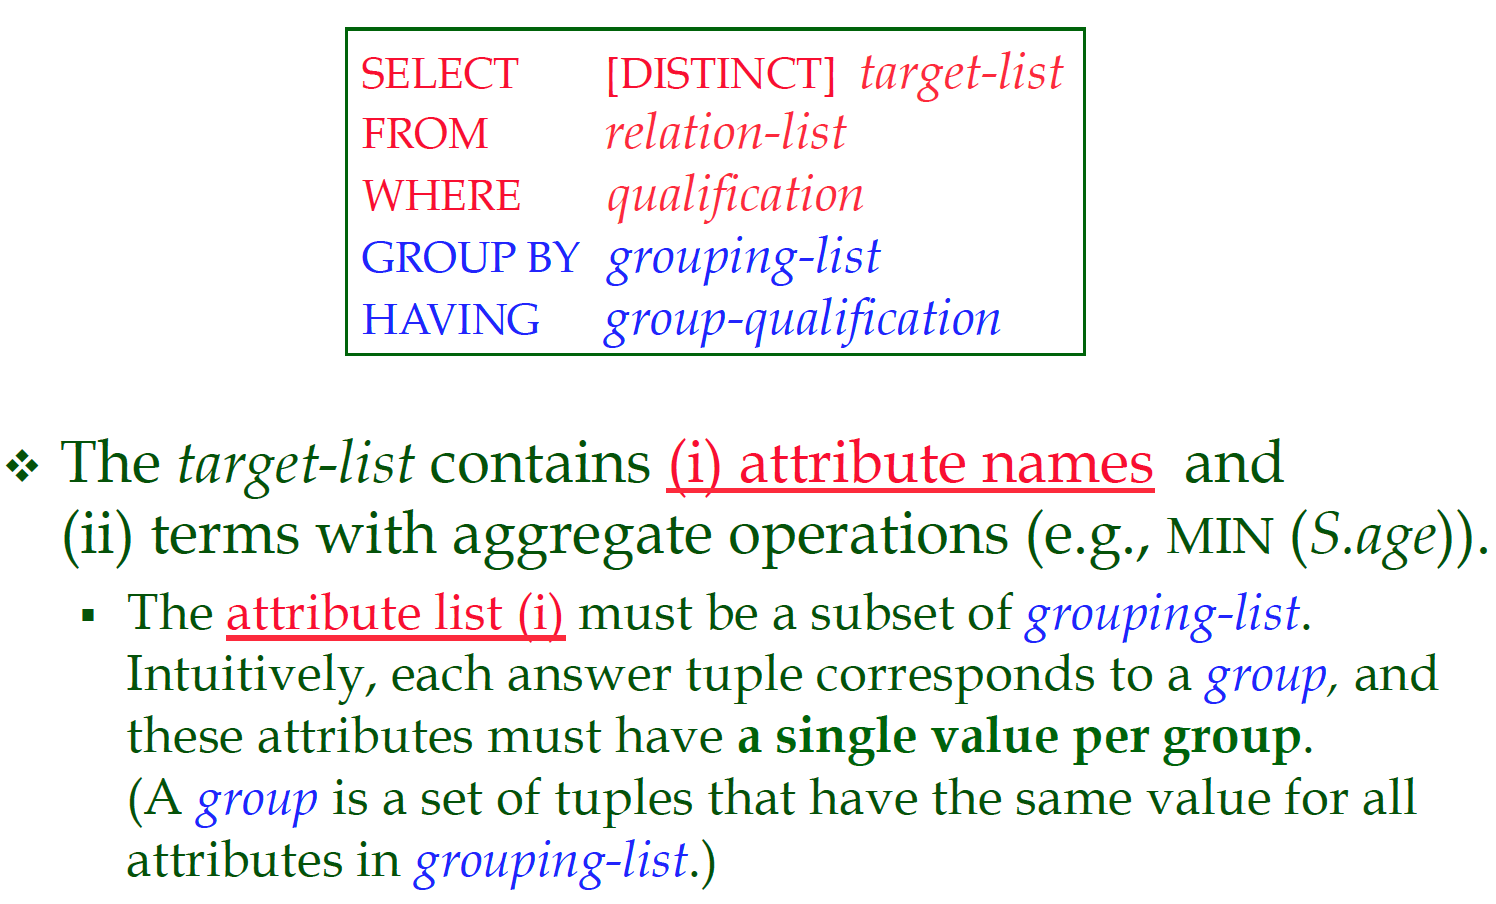 SELECT [DISTINCT] target-list
FROM relation-list
WHERE qualification
GROUP BY grouping-list
HAVING group-qualification
❖ The target-list contains (i) attribute names and
(ii) terms with aggregate operations (e.g., MIN (S.age)).
▪ The attribute list (i) must be a subset of grouping-list.
Intuitively, each answer tuple corresponds to a group, and
these attributes must have a single value per group.
(A group is a set of tuples that have the same value for all
attributes in grouping-list.)